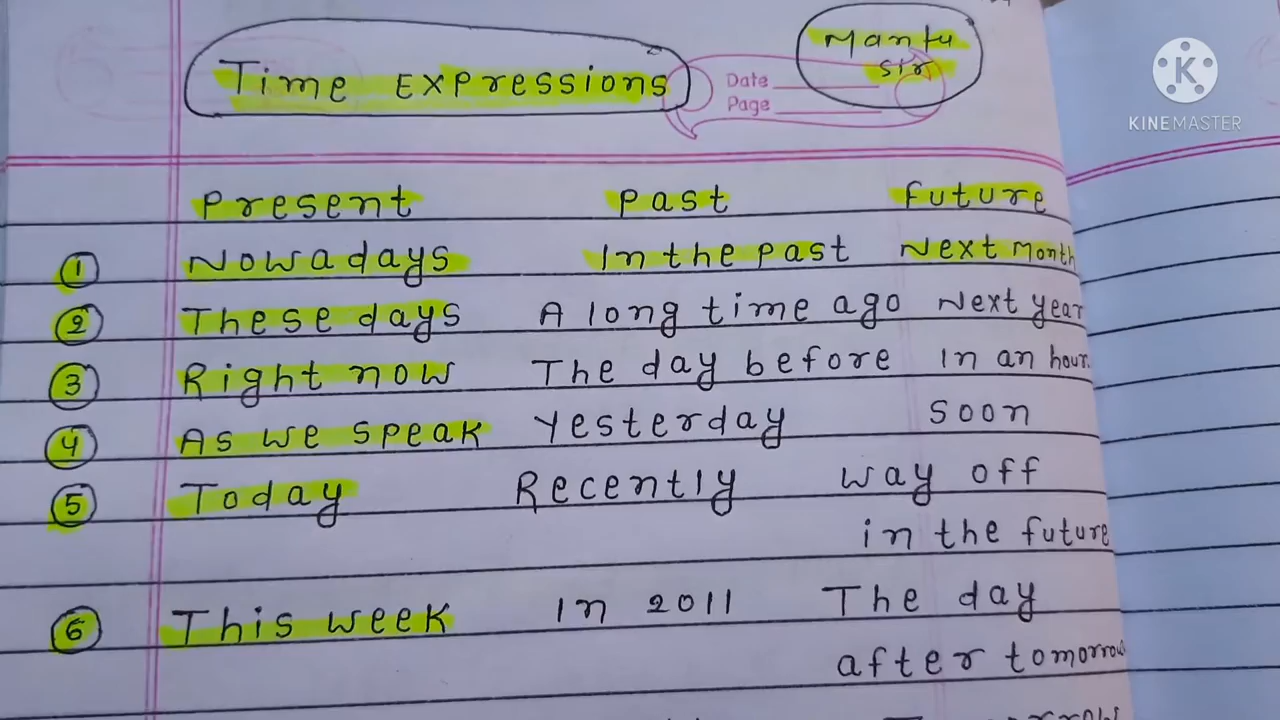 Time Expressions
Mantu
sir
Date
Page
KINEMASTER
Present Past Future
1 Nowadays In the past Next Month
2 These days A long time ago Next year
3 Right now The day before In an hour.
4 As we speak Yesterday Soon
5 Today Recently way off
in the future
6 This week In 2011 The day
after tomorrow